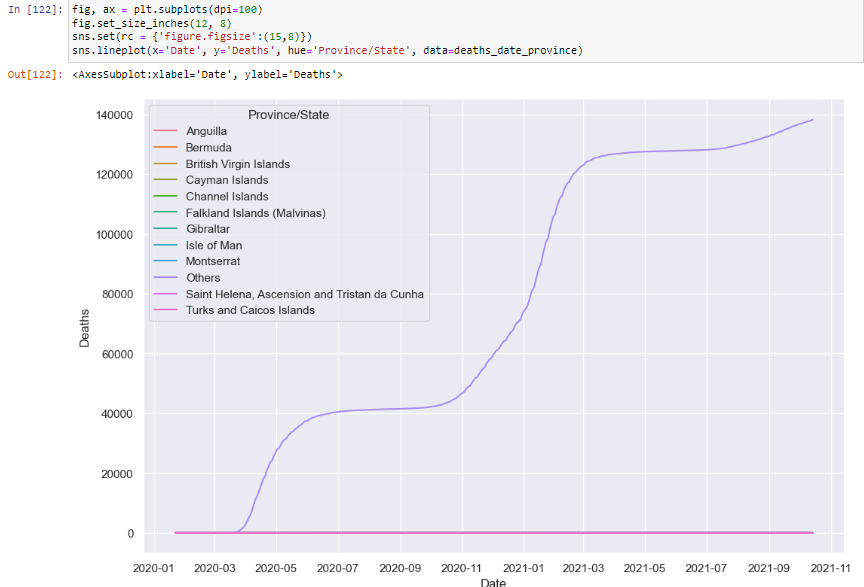 In [122]: fig, ax = plt.subplots(dpi=100)
fig.set_size_inches(12, 8)
sns.set(rc = {'figure.figsize':(15,8)})
sns.lineplot(x='Date', y='Deaths', hue='Province/State', data=deaths_date_province)
Out[122]: <AxesSubplot:xlabel='Date', ylabel='Deaths'>
Province/State
Anguilla
Bermuda
British Virgin Islands
Cayman Islands
Channel Islands
Falkland Islands (Malvinas)
Gibraltar
Isle of Man
Montserrat
Others
Saint Helena, Ascension and Tristan da Cunha
Turks and Caicos Islands
Deaths
140000
120000
100000
80000
60000
40000
20000
0
2020-01 2020-03 2020-05 2020-07 2020-09 2020-11 2021-01 2021-03 2021-05 2021-07 2021-09 2021-11
Date